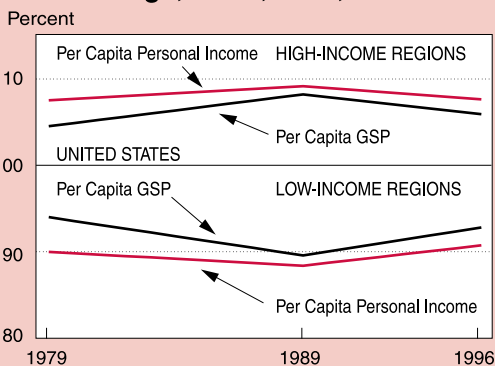 Percent
Per Capita Personal Income HIGH-INCOME REGIONS
10
Per Capita GSP
00
UNITED STATES
Per Capita GSP LOW-INCOME REGIONS
90
Per Capita Personal Income
80
1979 1989 1996